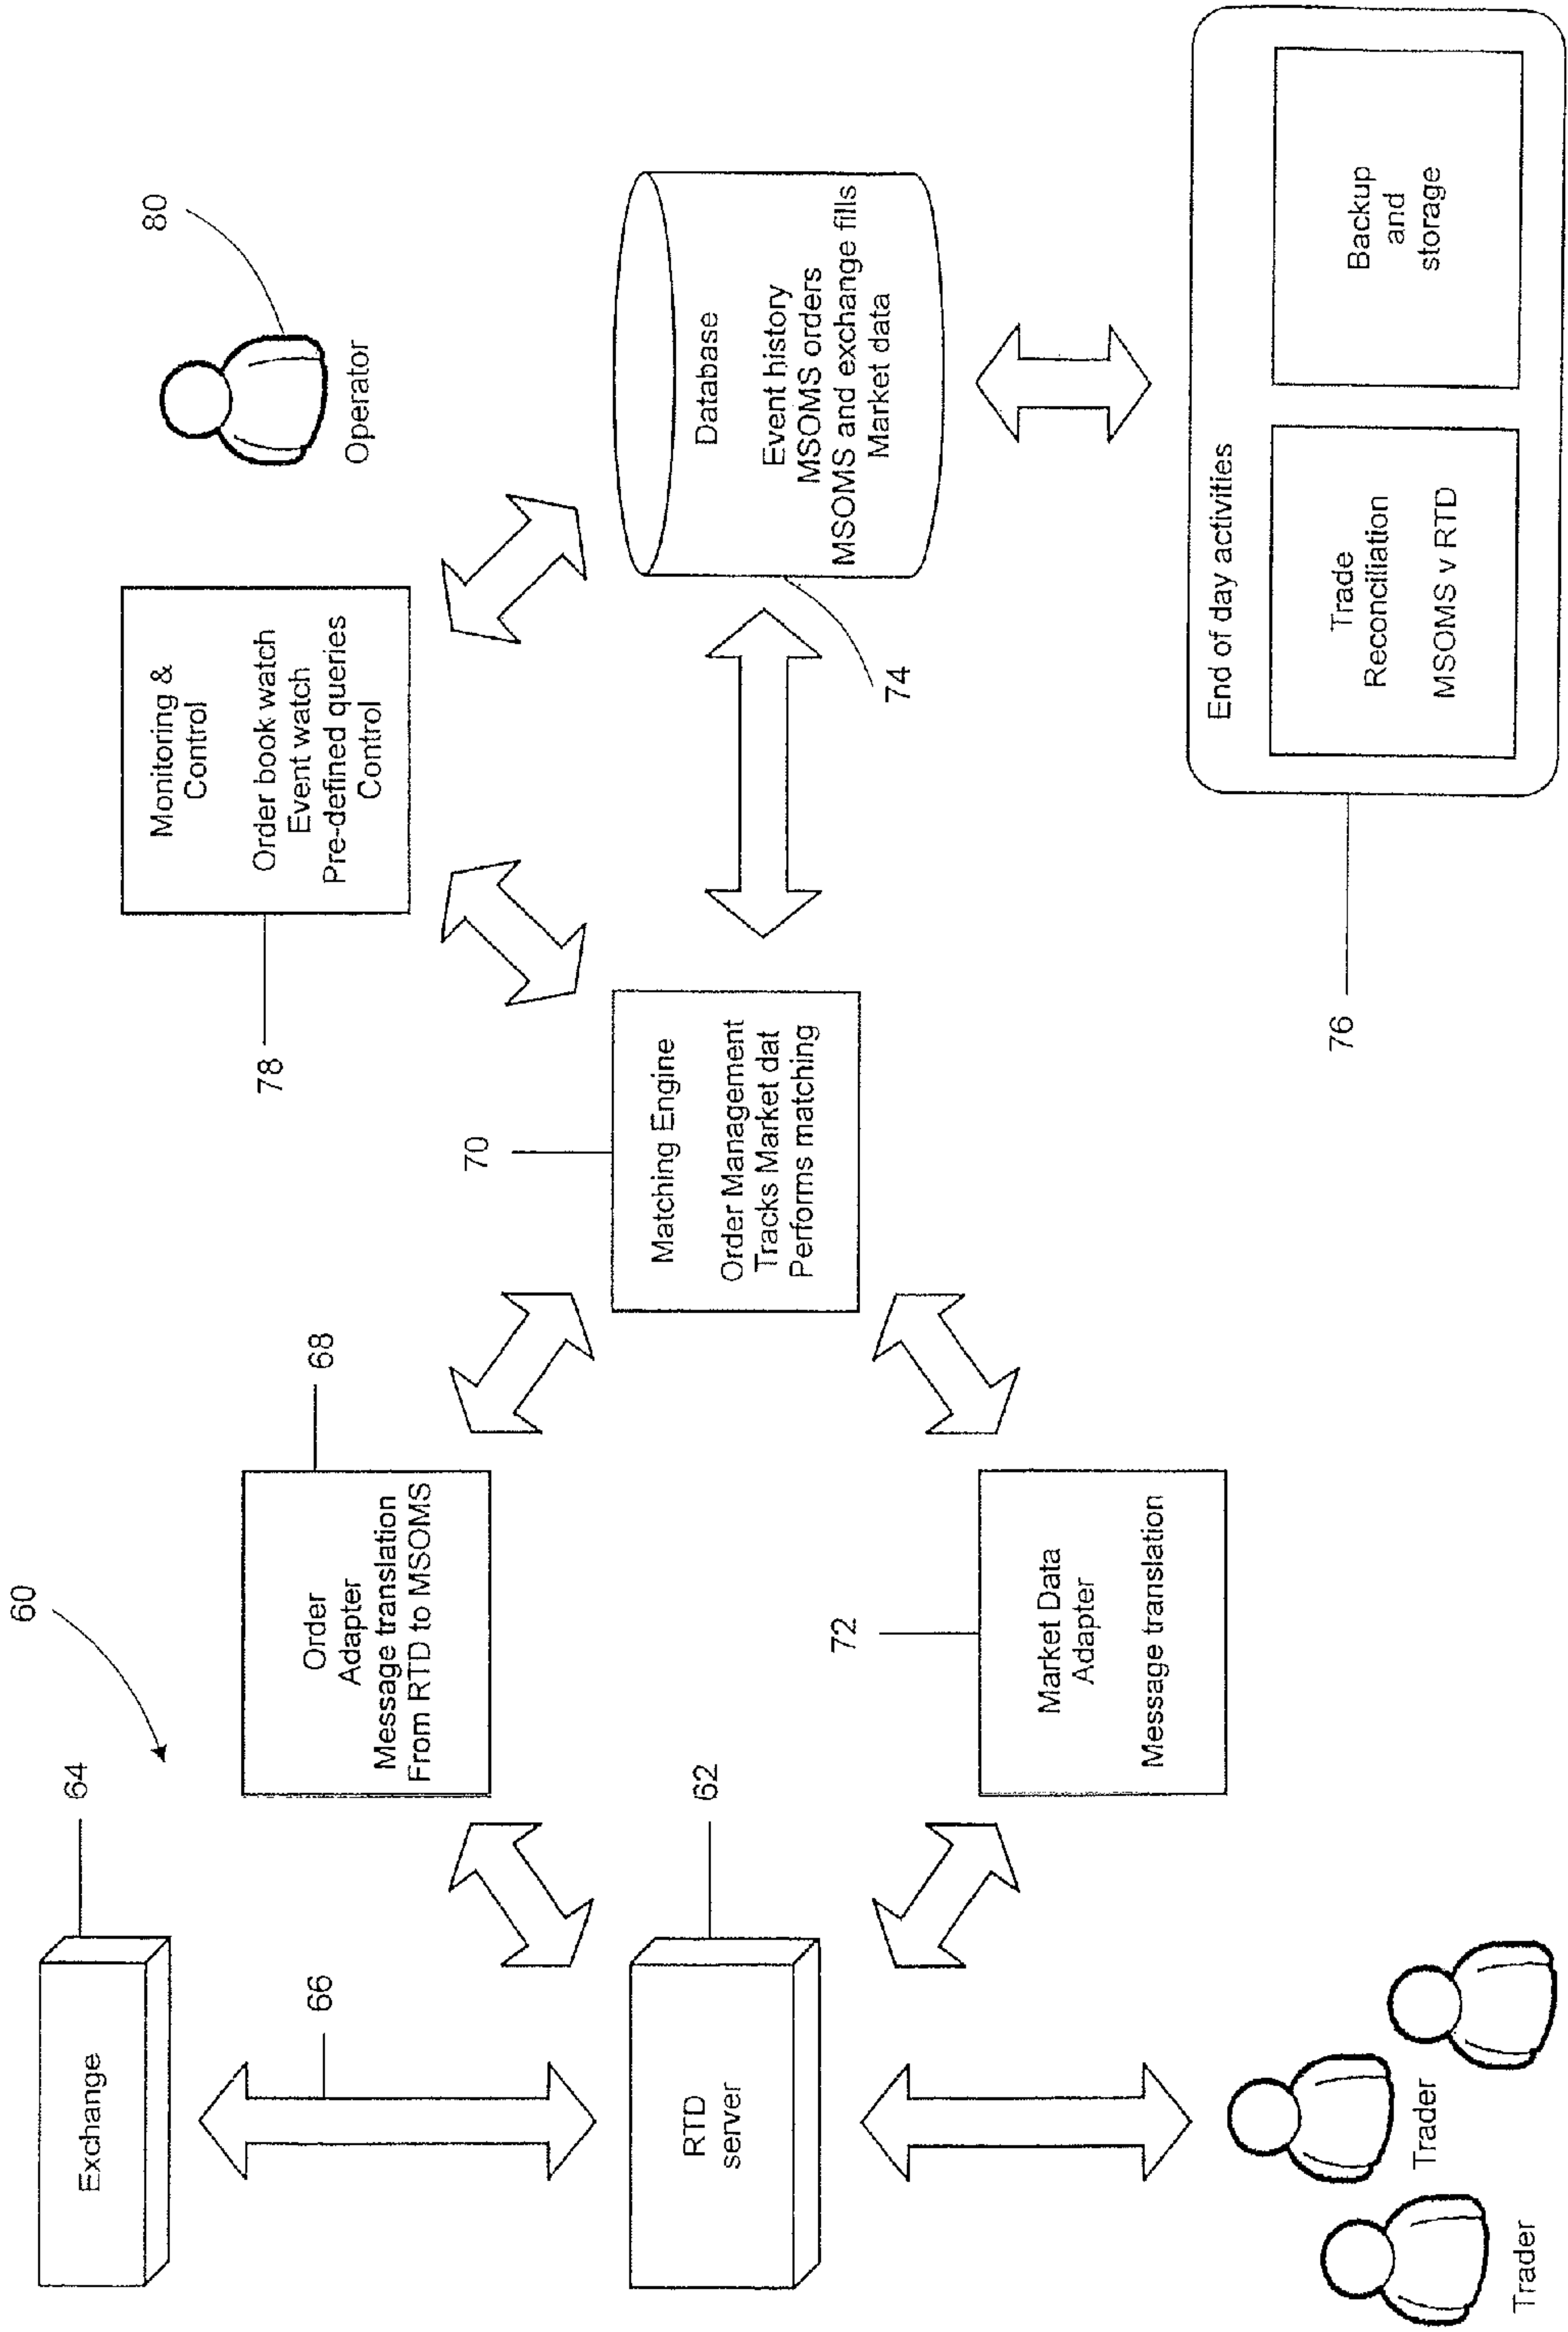 60
Exchange
64
66
RTD
server
62
Trader
Trader
Order
Adapter
Message translation
From RTD to MSOMS
68
Market Data
Adapter
Message translation
72
Matching Engine
Order Management
Tracks Market dat
Performs matching
70
Monitoring &
Control
Order book watch
Event watch
Pre-defined queries
Control
78
Operator
80
Database
Event history
MSOMS orders
MSOMS and exchange fills
Market data
74
End of day activities
Trade
Reconciliation
MSOMS v RTD
Backup
and
storage
76